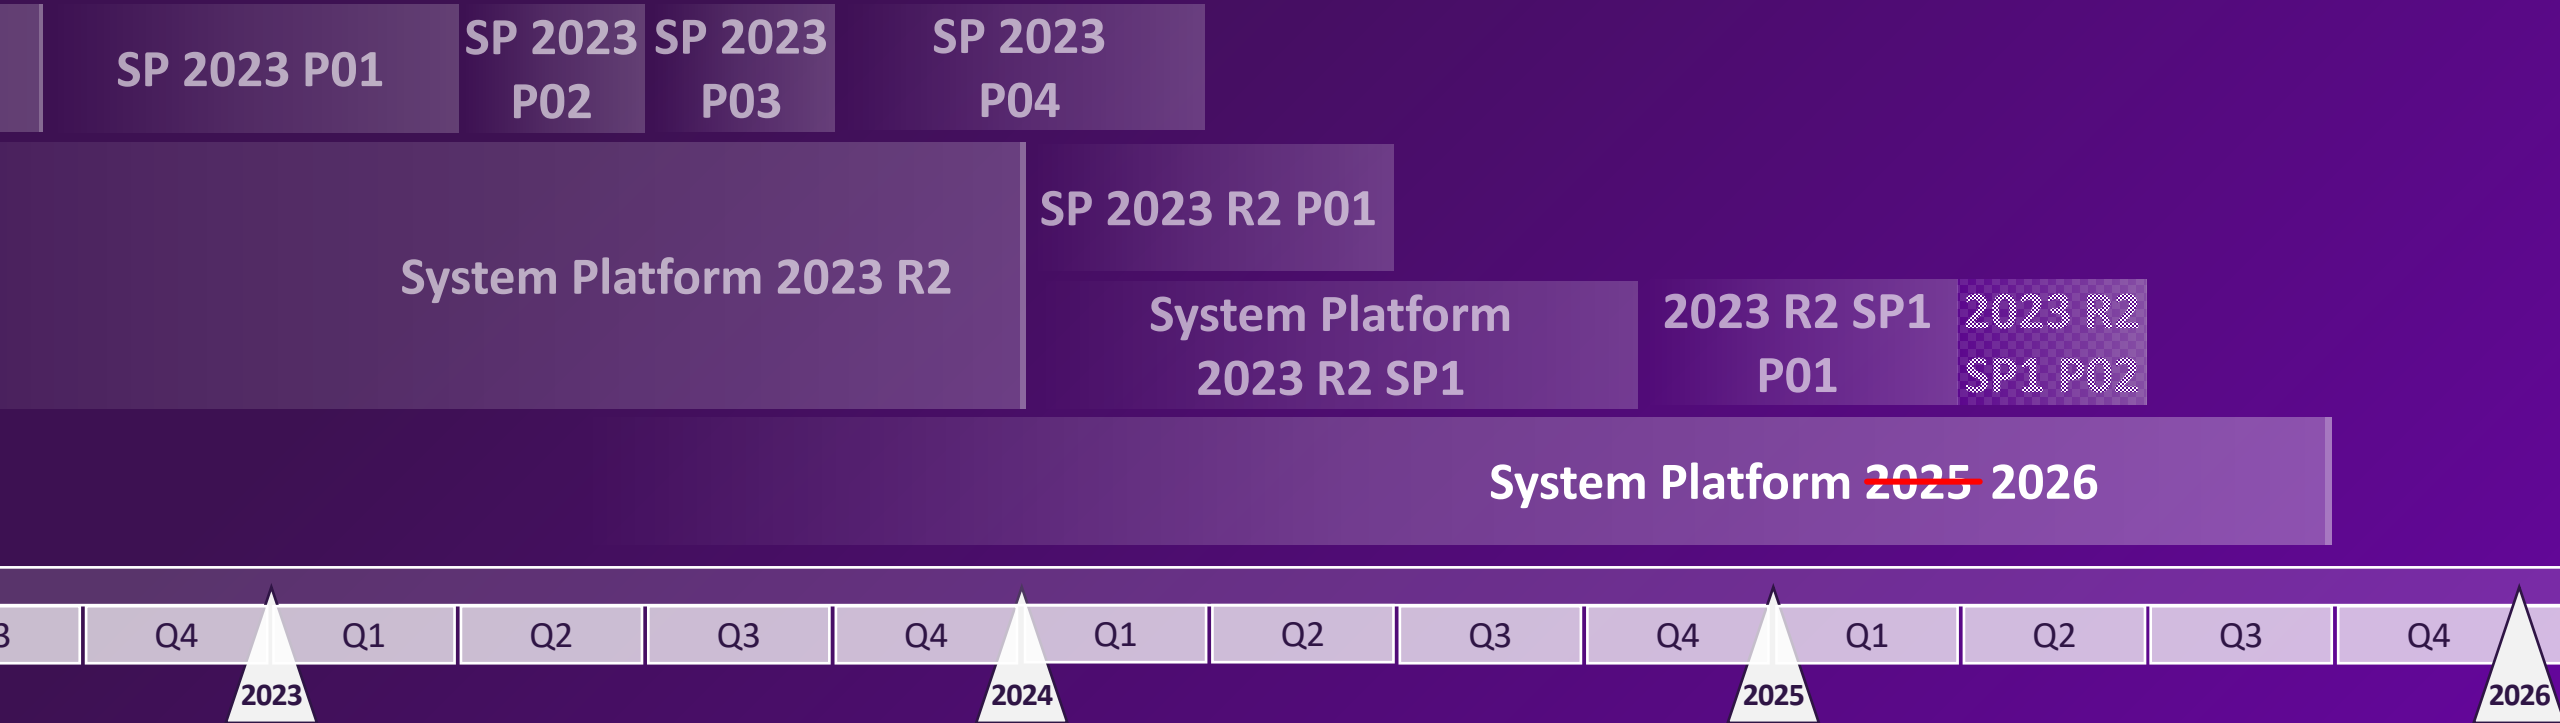 SP 2023 P01
SP 2023
P02
SP 2023
P03
SP 2023
P04
SP 2023 R2 P01
System Platform 2023 R2
System Platform
2023 R2 SP1
2023 R2 SP1
P01
2023 R2
SP1 P02
System Platform 2025 2026
3 Q4 Q1 Q2 Q3 Q4 Q1 Q2 Q3 Q4 Q1 Q2 Q3 Q4
2023 2024 2025 2026